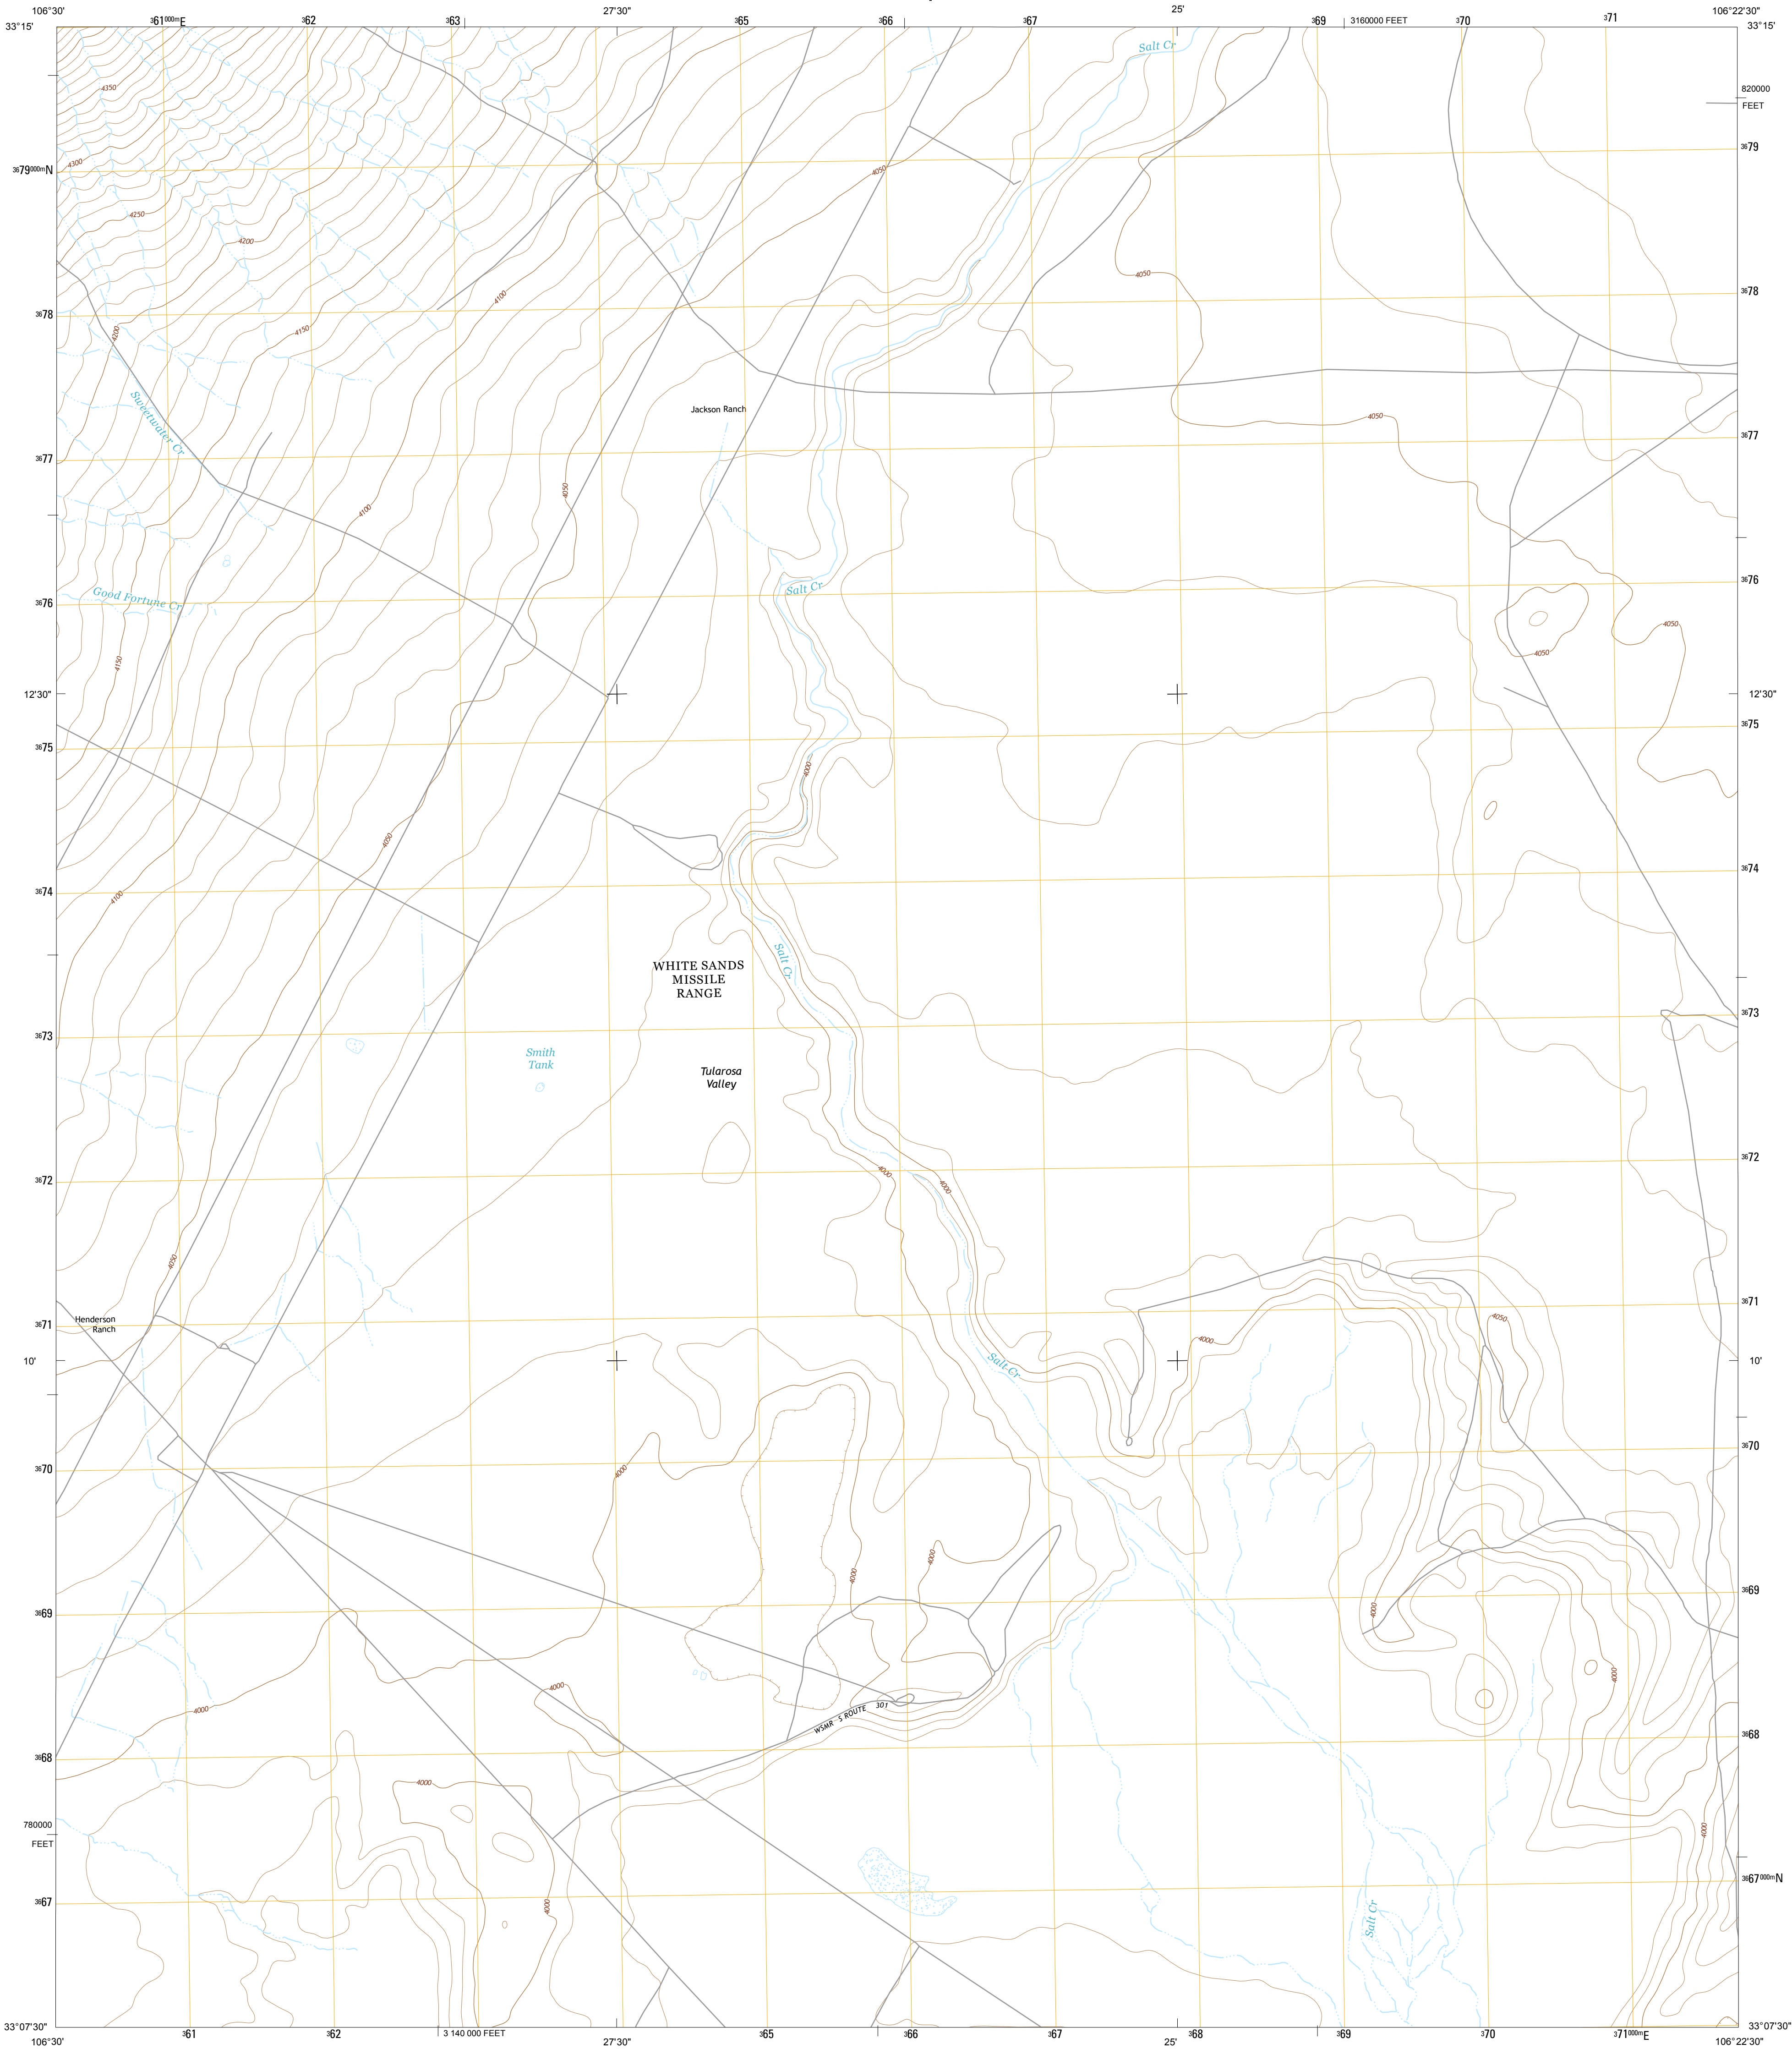 106°30' 361000mE 362 363 27'30" 365 366 367 25' 369 3160000 FEET 370 371 106°22'30"
33°15' 33°15'
Salt Cr
4350
820000
FEET
4300
3679000mN 3679
4050
4250
4200
4050
4100
3678 3678
4200 4150
Sweetwater Cr
Jackson Ranch
4050
3677 3677
4050
4100
3676 3676
Good Fortune Cr
Salt Cr
4050
4050
4150
12'30" 12'30"
3675 3675
4000
4050
3674 3674
4100
Salt Cr
WHITE SANDS
MISSILE
RANGE
3673 3673
Smith
Tank
Tularosa
Valley
3672 3672
4000
4000
4050
3671 3671
Henderson
Ranch
4050
4000
10' 10'
Salt Cr
3670 3670
4000
4000
4000
3669 3669
4000
4000
4000
4000
WSMR S ROUTE 301
3668 3668
4000
780000
FEET
4000
3667 3667000mN
4000
Salt Cr
33°07'30" 33°07'30"
106°30' 361 362 3 140 000 FEET 27'30" 365 366 367 25' 368 369 370 371000mE 106°22'30"